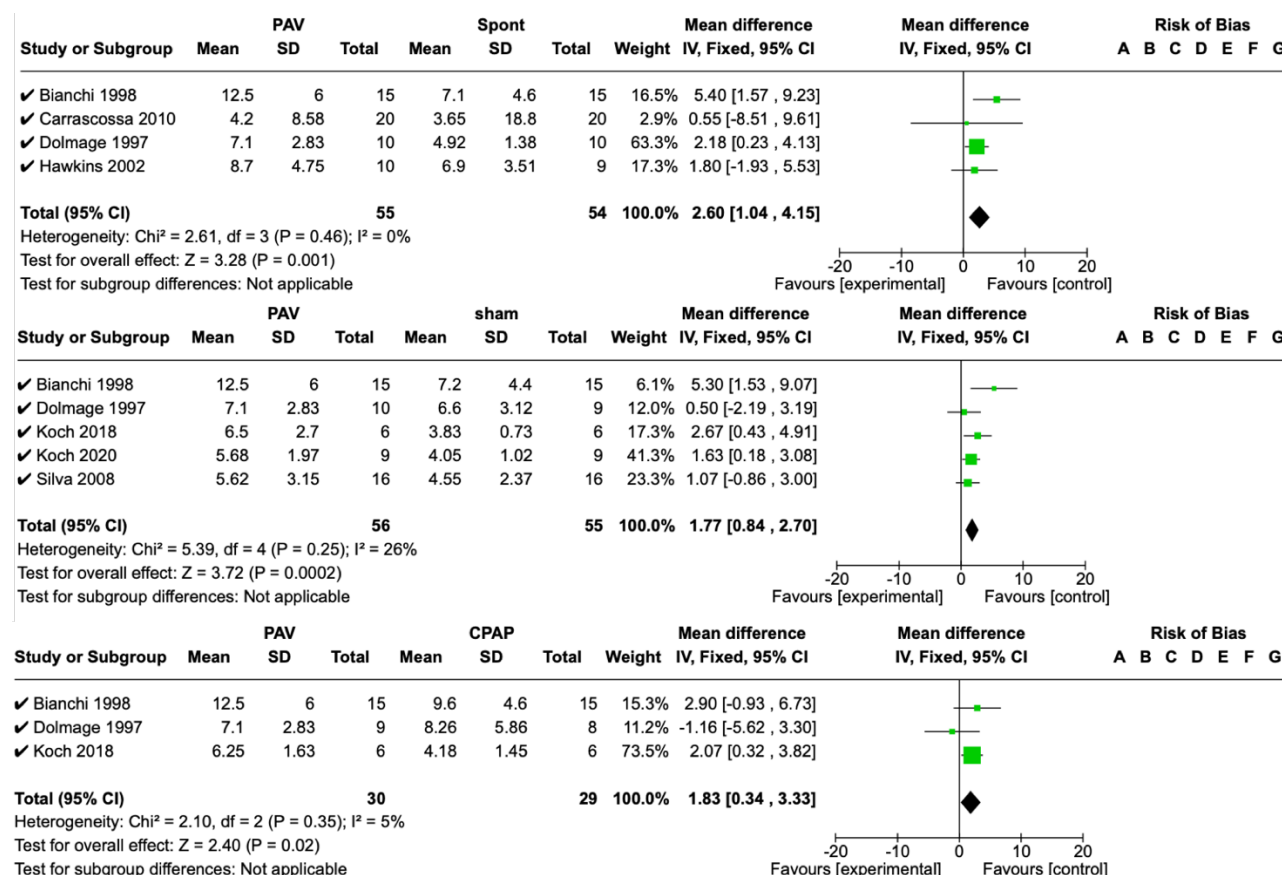 PAV Spont Mean difference Mean difference Risk of Bias
Study or Subgroup Mean SD Total Mean SD Total Weight IV, Fixed, 95% CI IV, Fixed, 95% CI A B C D E F G
✔ Bianchi 1998 12.5 6 15 7.1 4.6 15 16.5% 5.40 [1.57 , 9.23]
✔ Carrascossa 2010 4.2 8.58 20 3.65 18.8 20 2.9% 0.55 [-8.51 , 9.61]
✔ Dolmage 1997 7.1 2.83 10 4.92 1.38 10 63.3% 2.18 [0.23 , 4.13]
✔ Hawkins 2002 8.7 4.75 10 6.9 3.51 9 17.3% 1.80 [-1.93 , 5.53]
Total (95% CI) 55 54 100.0% 2.60 [1.04 , 4.15]
Heterogeneity: Chi² = 2.61, df = 3 (P = 0.46); I² = 0%
Test for overall effect: Z = 3.28 (P = 0.001)
-20 -10 0 10 20
Test for subgroup differences: Not applicable
Favours [experimental] Favours [control]
PAV sham Mean difference Mean difference Risk of Bias
Study or Subgroup Mean SD Total Mean SD Total Weight IV, Fixed, 95% CI IV, Fixed, 95% CI A B C D E F G
✔ Bianchi 1998 12.5 6 15 7.2 4.4 15 6.1% 5.30 [1.53 , 9.07]
✔ Dolmage 1997 7.1 2.83 10 6.6 3.12 9 12.0% 0.50 [-2.19 , 3.19]
✔ Koch 2018 6.5 2.7 6 3.83 0.73 6 17.3% 2.67 [0.43 , 4.91]
✔ Koch 2020 5.68 1.97 9 4.05 1.02 9 41.3% 1.63 [0.18 , 3.08]
✔ Silva 2008 5.62 3.15 16 4.55 2.37 16 23.3% 1.07 [-0.86 , 3.00]
Total (95% CI) 56 55 100.0% 1.77 [0.84 , 2.70]
Heterogeneity: Chi² = 5.39, df = 4 (P = 0.25); I² = 26%
Test for overall effect: Z = 3.72 (P = 0.0002)
-20 -10 0 10 20
Test for subgroup differences: Not applicable
Favours [experimental] Favours [control]
PAV CPAP Mean difference Mean difference Risk of Bias
Study or Subgroup Mean SD Total Mean SD Total Weight IV, Fixed, 95% CI IV, Fixed, 95% CI A B C D E F G
✔ Bianchi 1998 12.5 6 15 9.6 4.6 15 15.3% 2.90 [-0.93 , 6.73]
✔ Dolmage 1997 7.1 2.83 9 8.26 5.86 8 11.2% -1.16 [-5.62 , 3.30]
✔ Koch 2018 6.25 1.63 6 4.18 1.45 6 73.5% 2.07 [0.32 , 3.82]
Total (95% CI) 30 29 100.0% 1.83 [0.34 , 3.33]
Heterogeneity: Chi² = 2.10, df = 2 (P = 0.35); I² = 5%
Test for overall effect: Z = 2.40 (P = 0.02)
-20 -10 0 10 20
Test for subgroup differences: Not applicable
Favours [experimental] Favours [control]